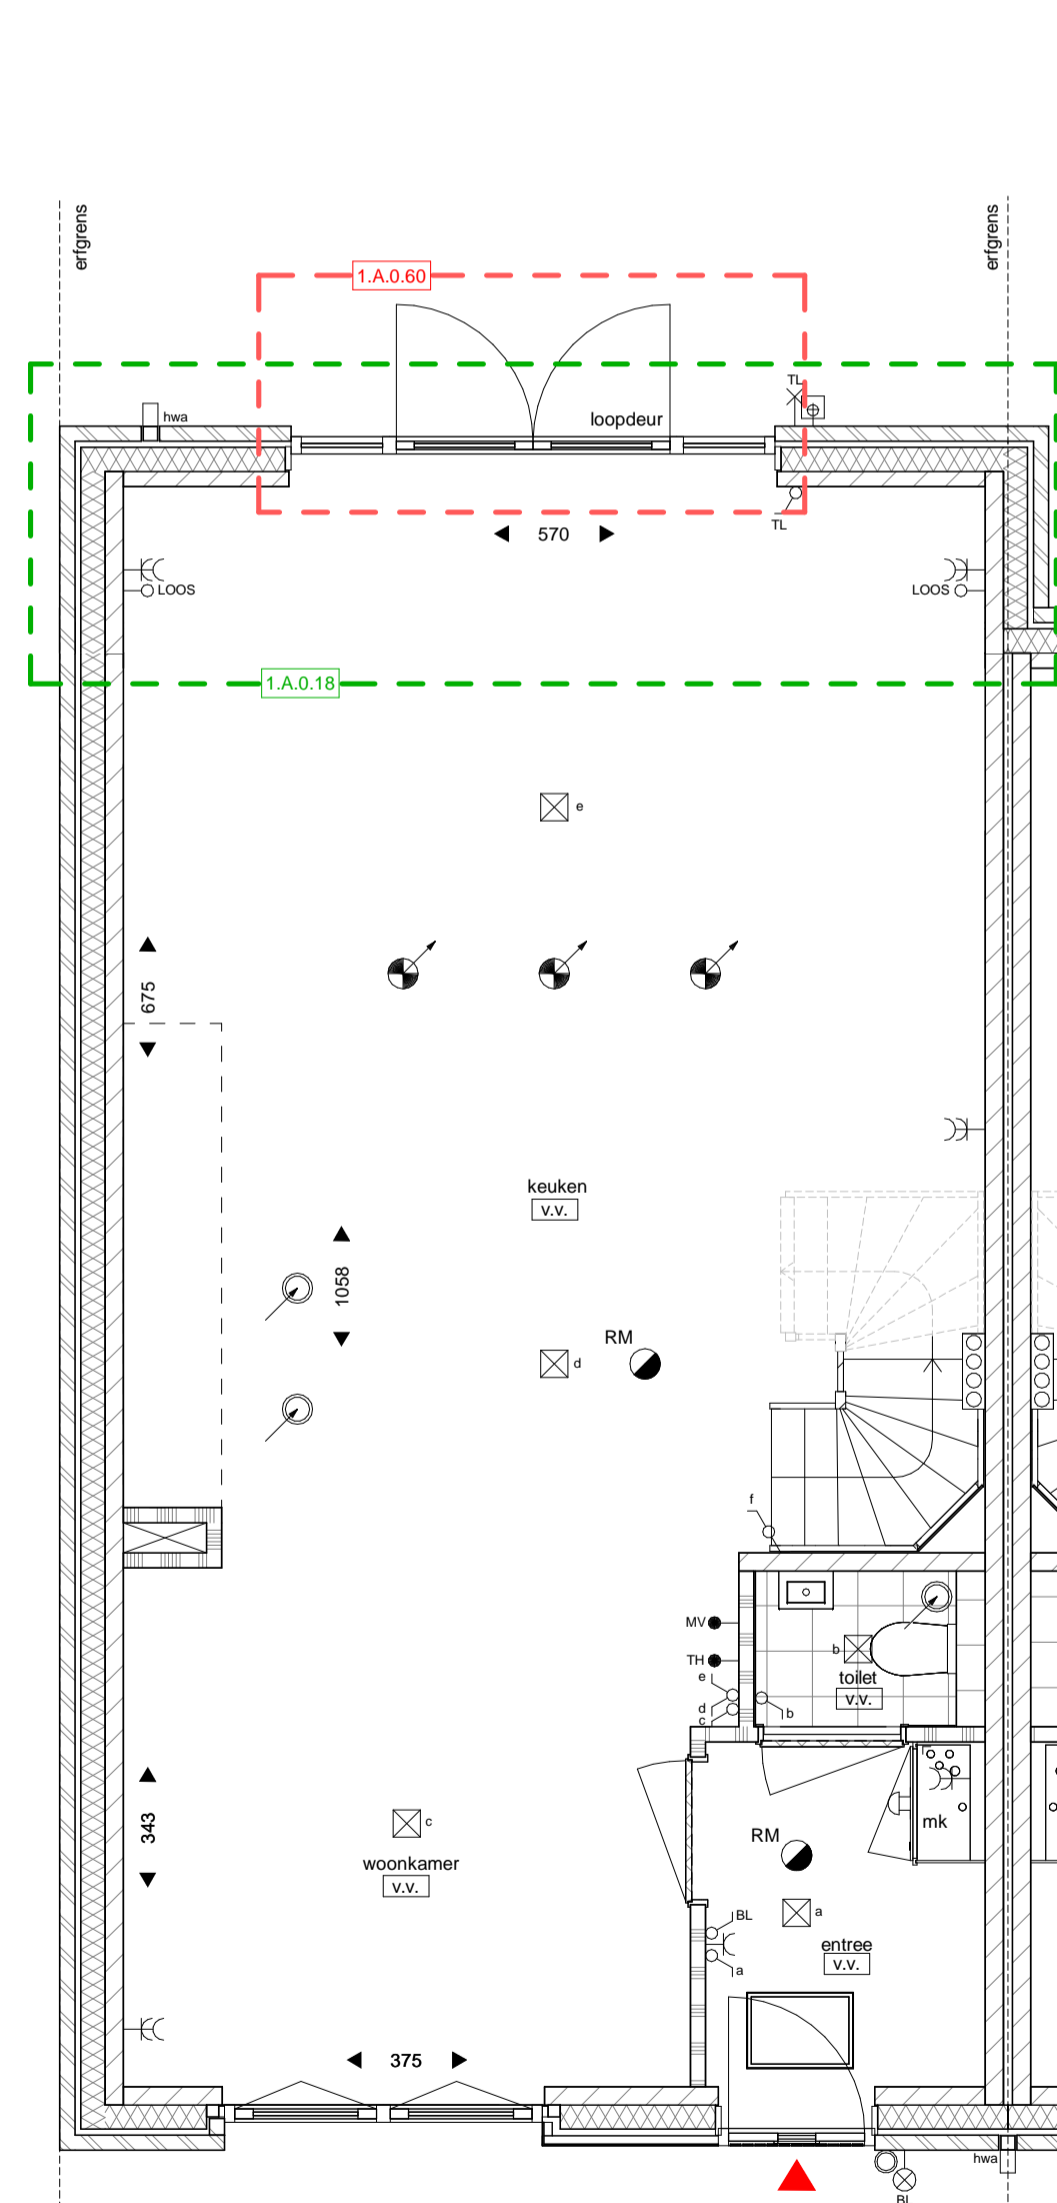 erfgrens
erfgrens
1.A.0.60
TL
hwa
loopdeur
TL
570
LOOS
LOOS
1.A.0.18
e
675
keuken
v.v.
1058
RM
d
f
MV
b
TH
toilet
e
v.v.
d
b
c
343
c
mk
RM
woonkamer
v.v.
a
BL
entree
v.v.
a
375
hwa
BL